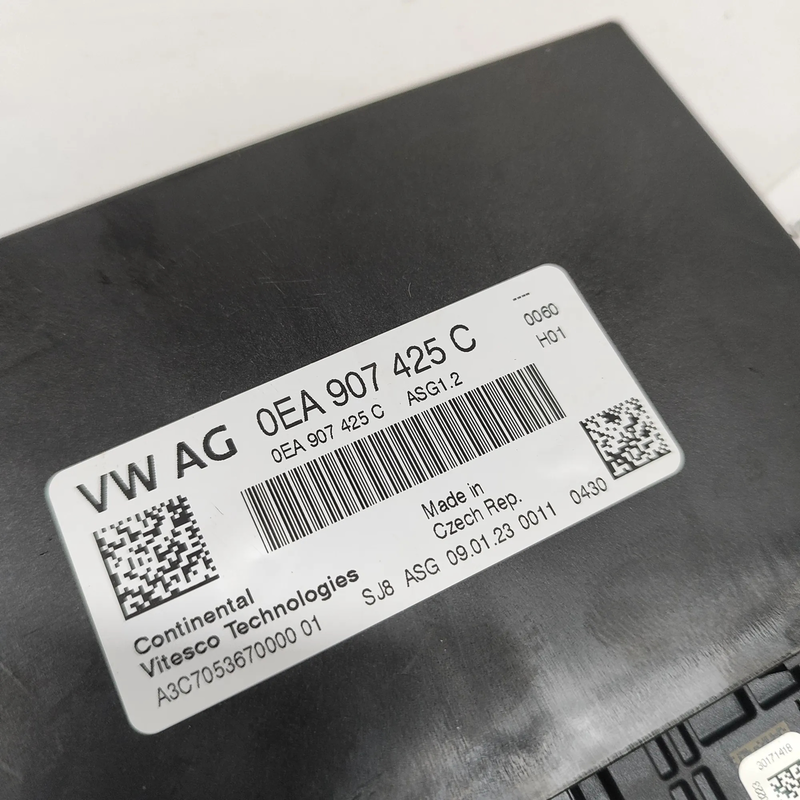 ---
0060
H01
VW AG 0EA 907 425 C
0EA 907 425 C ASG1.2
Made in
Czech Rep.
Continental
Vitesco Technologies
SJ8 ASG 09.01.23 0011 0430
A3C7053670000 01
30171418